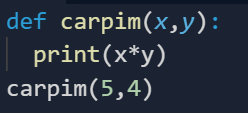 def carpim(x,y):
  print(x*y)
carpim(5,4)